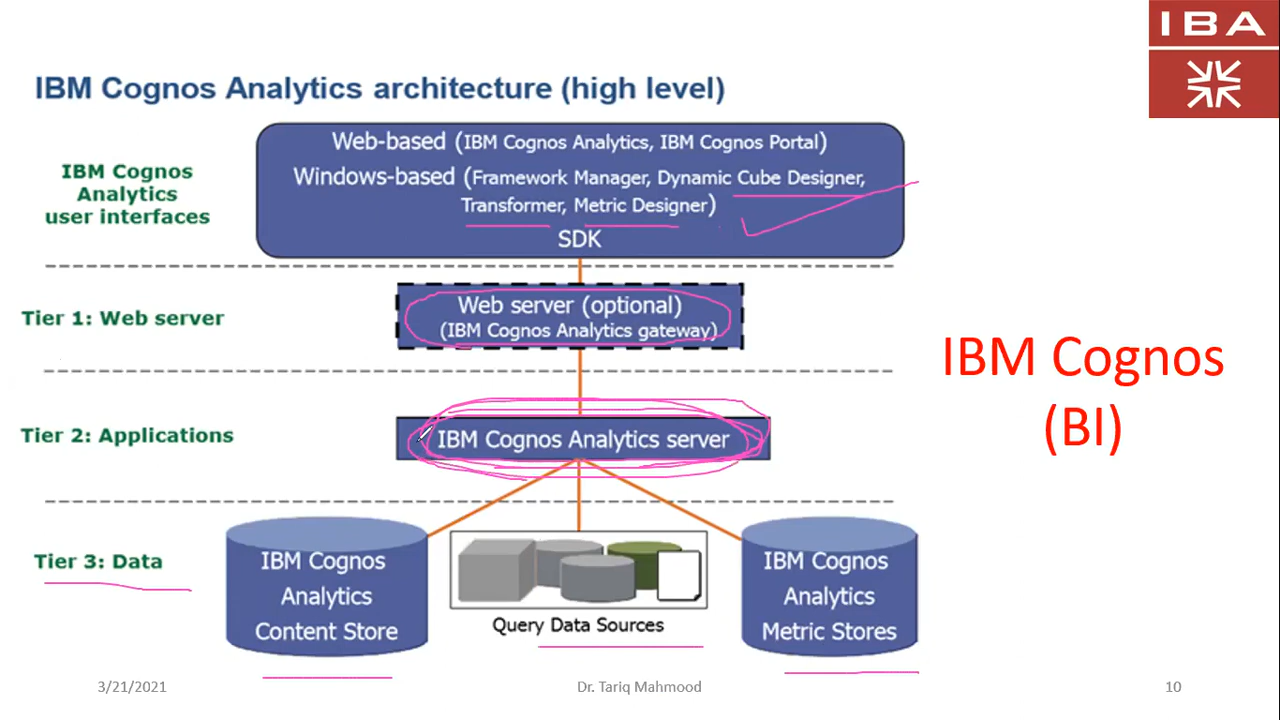 IBA
IBM Cognos Analytics architecture (high level)
Web-based (IBM Cognos Analytics, IBM Cognos Portal)
Windows-based (Framework Manager, Dynamic Cube Designer,
Transformer, Metric Designer)
SDK
IBM Cognos
Analytics
user interfaces
Tier 1: Web server
Web server (optional)
(IBM Cognos Analytics gateway)
IBM Cognos
(BI)
Tier 2: Applications
IBM Cognos Analytics server
Tier 3: Data
IBM Cognos
Analytics
Content Store
Query Data Sources
IBM Cognos
Analytics
Metric Stores
3/21/2021
Dr. Tariq Mahmood
10